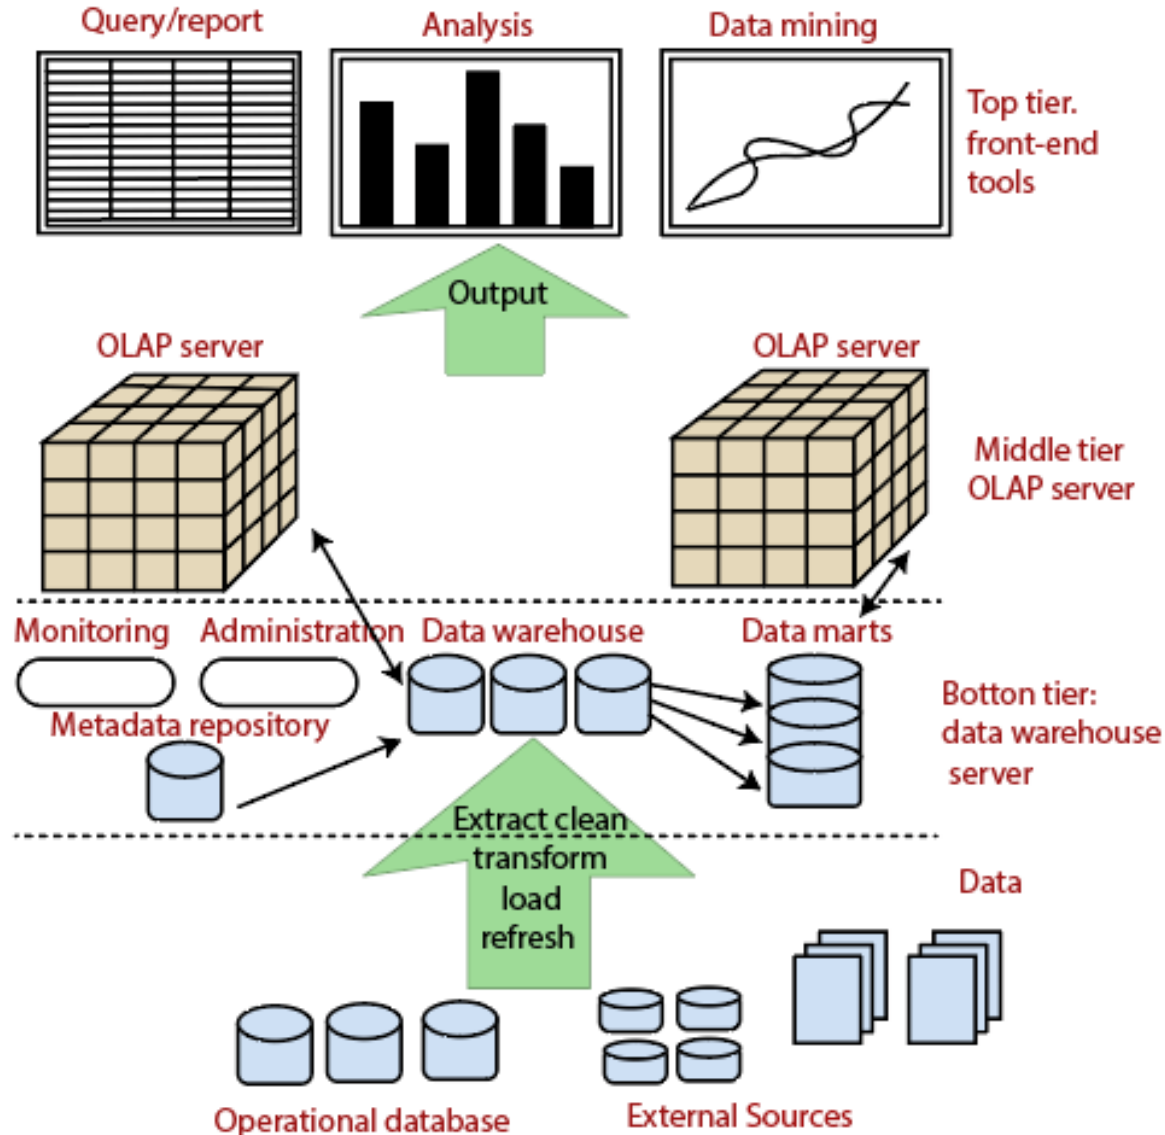 Query/report
Analysis
Data mining
Top tier.
front-end
tools
Output
OLAP server
OLAP server
Middle tier
OLAP server
Monitoring
Administration
Data warehouse
Data marts
Metadata repository
Botton tier:
data warehouse
server
Extract clean
transform
load
refresh
Data
Operational database
External Sources